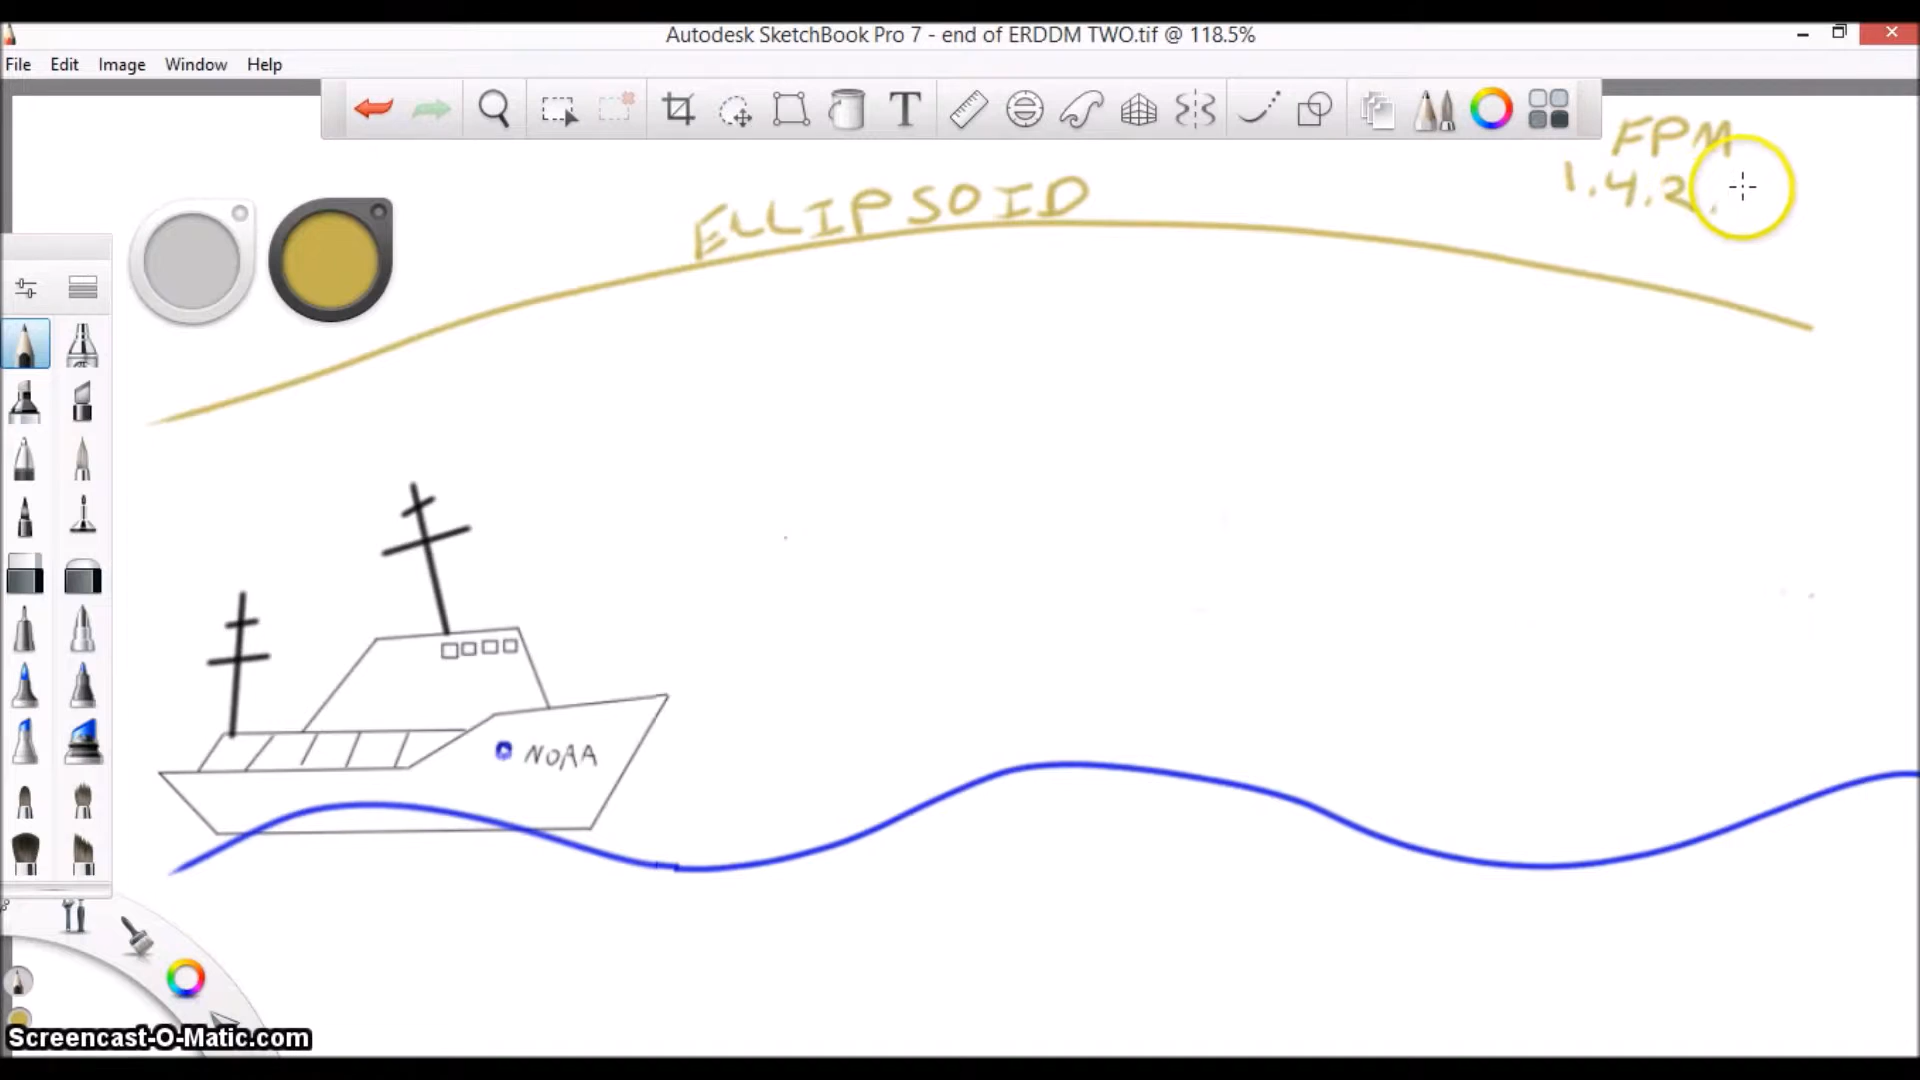 Autodesk SketchBook Pro 7 - end of ERDDM TWO.tif @ 118.5%
File Edit Image Window Help
T
FPM
1.4.2.
ELLIPSOID
NOAA
Screencast-O-Matic.com